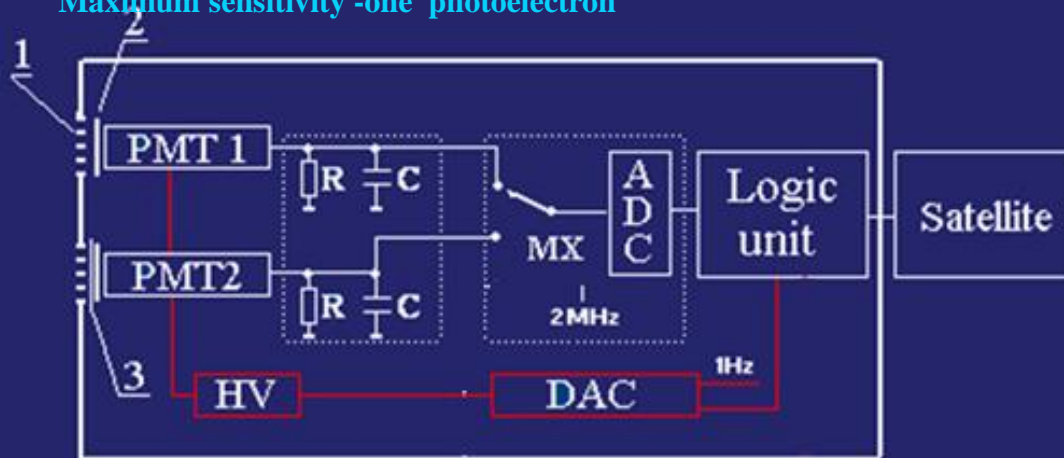 Maximum sensitivity -one photoelectron
2
1
PMT 1
R
C
A
D
C
Logic
unit
Satellite
MX
PMT2
R
C
2MHz
3
HV
DAC
1Hz